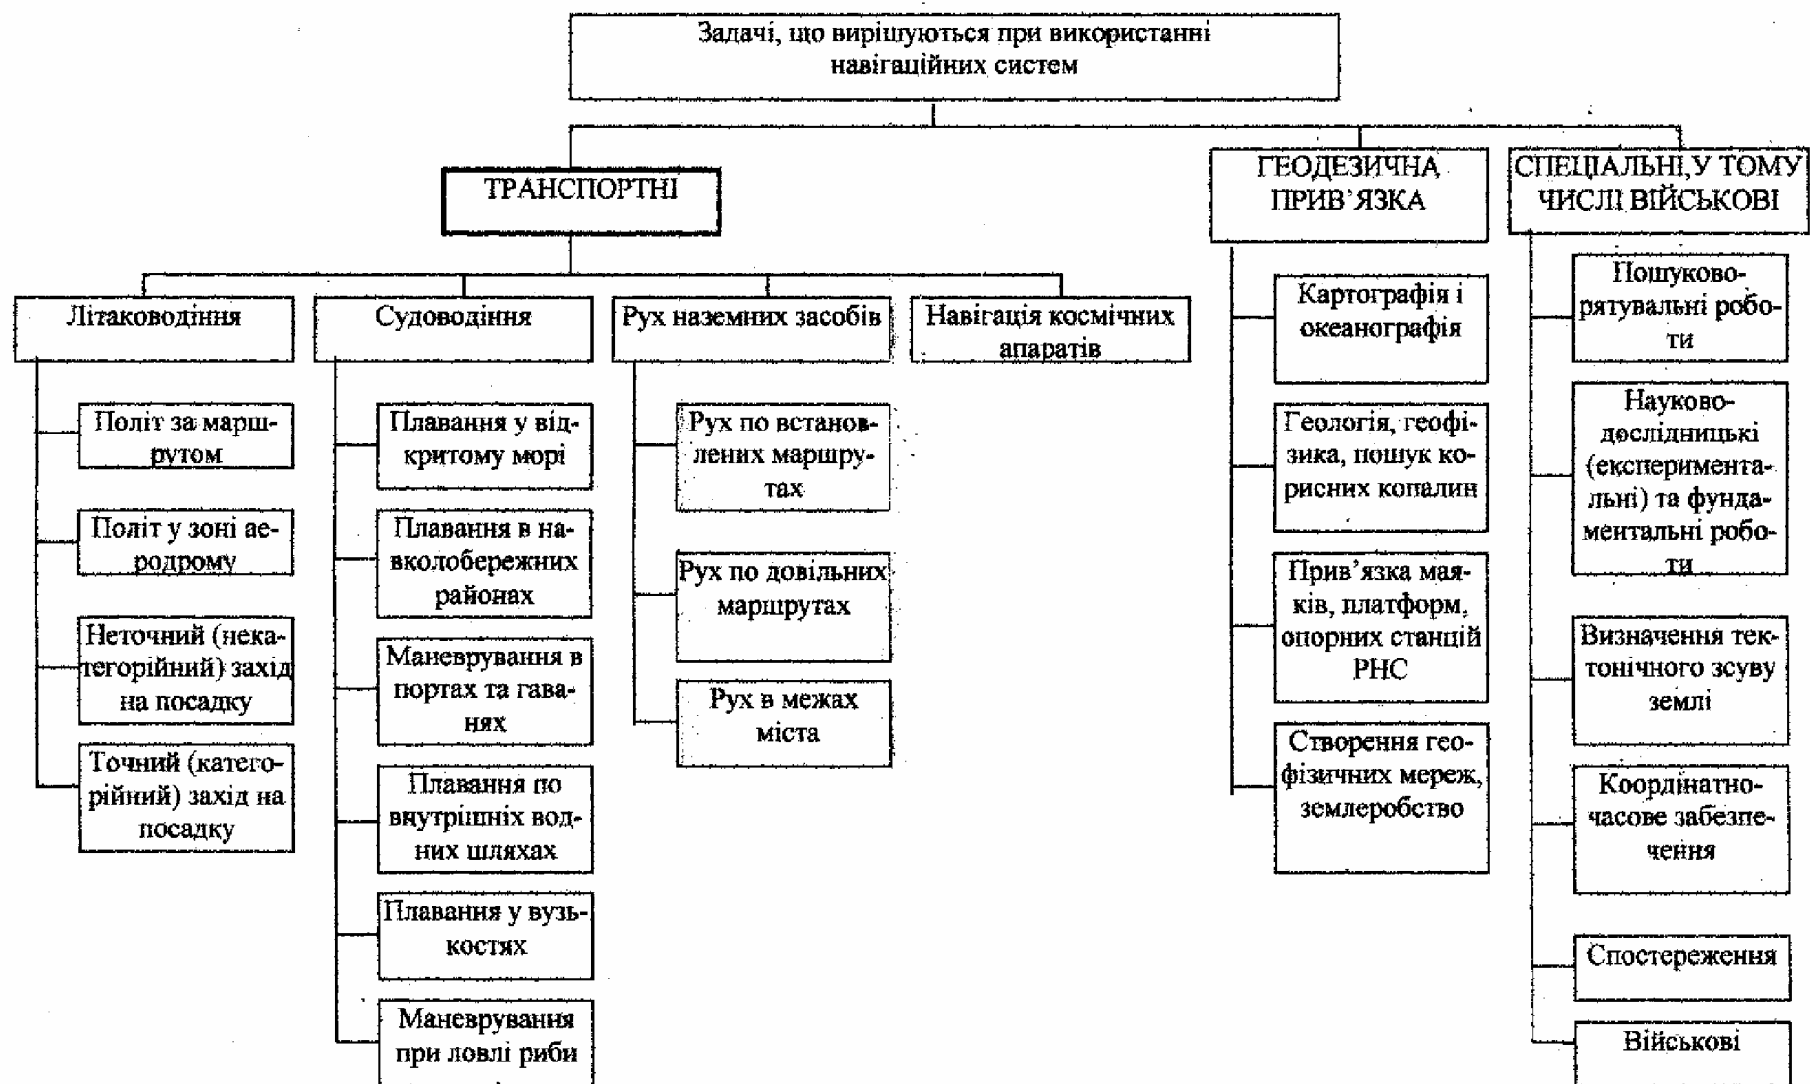 Задачі, що вирішуються при використанні
навігаційних систем
ТРАНСПОРТНІ
ГЕОДЕЗИЧНА
ПРИВ’ЯЗКА
СПЕЦІАЛЬНІ,У ТОМУ
ЧИСЛІ ВІЙСЬКОВІ
Літаководіння
Судоводіння
Рух наземних засобів
Навігація космічних
апаратів
Політ за марш-
рутом
Політ у зоні ае-
родрому
Неточний (нека-
тегорійний) захід
на посадку
Точний (катего-
рійний) захід на
посадку
Плавання у від-
критому морі
Плавання в на-
вколобережних
районах
Маневрування в
портах та гава-
нях
Плавання по
внутрішніх вод-
них шляхах
Плавання у вузь-
костях
Маневрування
при ловлі риби
Рух по встанов-
лених маршру-
тах
Рух по довільних
маршрутах
Рух в межах
міста
Картографія і
океанографія
Геологія, геофі-
зика, пошук ко-
рисних копалин
Прив’язка мая-
ків, платформ,
опорних станцій
РНС
Створення гео-
фізичних мереж,
землеробство
Пошуково-
рятувальні робо-
ти
Науково-
дослідницькі
(експеримента-
льні) та фунда-
ментальні робо-
ти
Визначення тек-
тонічного зсуву
землі
Координатно-
часове забезпе-
чення
Спостереження
Військові